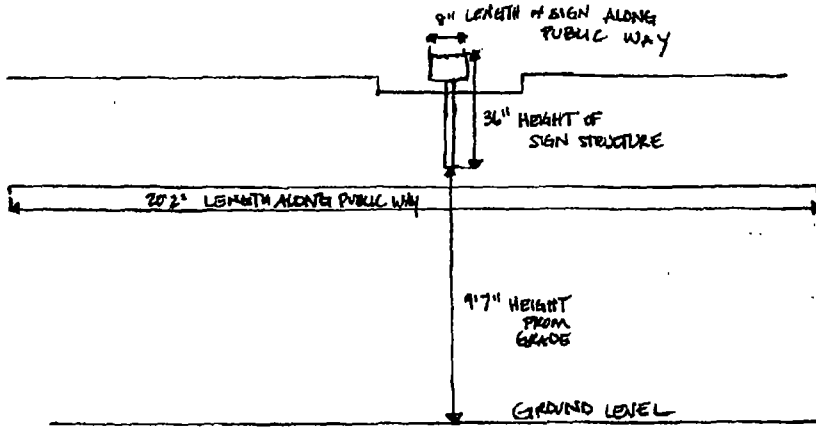 8" LENGTH OF SIGN ALONG
PUBLIC WAY
36" HEIGHT OF
SIGN STRUCTURE
20'2" LENGTH ALONG PUBLIC WAY
9'7" HEIGHT
FROM
GRADE
GROUND LEVEL